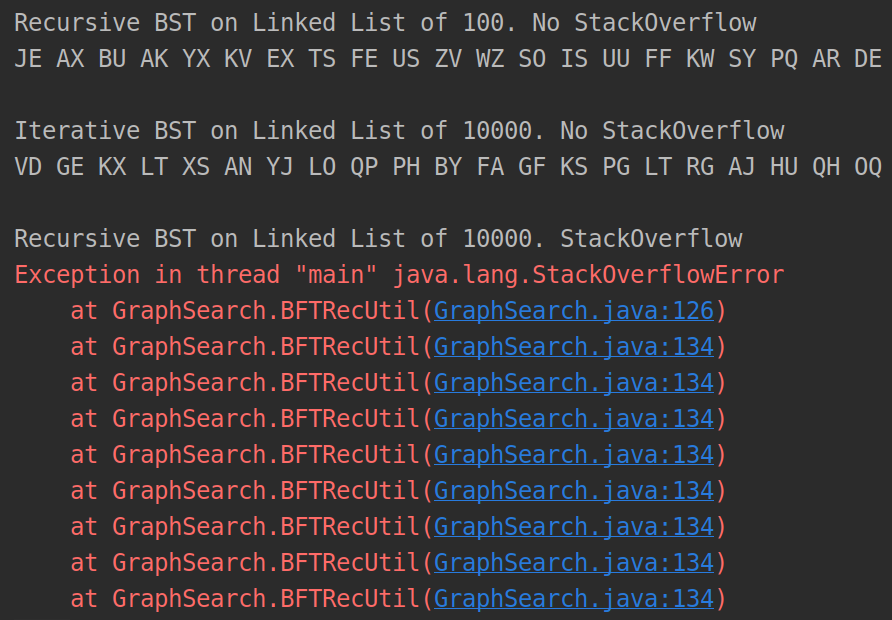 Recursive BST on Linked List of 100. No StackOverflow
JE AX BU AK YX KV EX TS FE US ZV WZ SO IS UU FF KW SY PQ AR DE
Iterative BST on Linked List of 10000. No StackOverflow
VD GE KX LT XS AN YJ LO QP PH BY FA GF KS PG LT RG AJ HU QH OQ
Recursive BST on Linked List of 10000. StackOverflow
Exception in thread "main" java.lang.StackOverflowError
at GraphSearch.BFTRecUtil(GraphSearch.java:126)
at GraphSearch.BFTRecUtil(GraphSearch.java:134)
at GraphSearch.BFTRecUtil(GraphSearch.java:134)
at GraphSearch.BFTRecUtil(GraphSearch.java:134)
at GraphSearch.BFTRecUtil(GraphSearch.java:134)
at GraphSearch.BFTRecUtil(GraphSearch.java:134)
at GraphSearch.BFTRecUtil(GraphSearch.java:134)
at GraphSearch.BFTRecUtil(GraphSearch.java:134)
at GraphSearch.BFTRecUtil(GraphSearch.java:134)